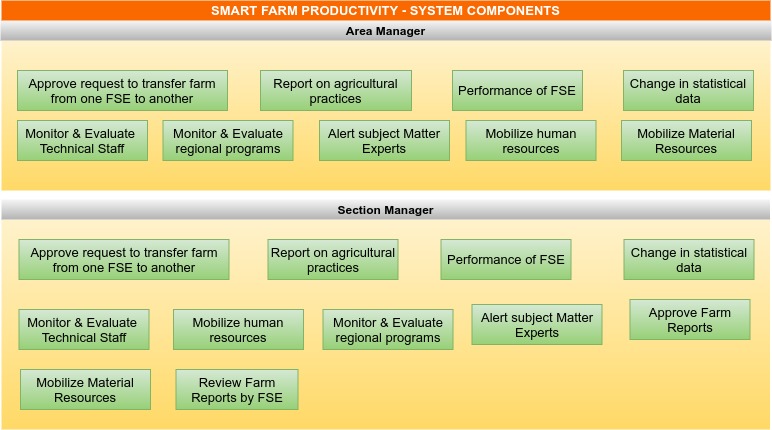 SMART FARM PRODUCTIVITY - SYSTEM COMPONENTS
Area Manager
Approve request to transfer farm
from one FSE to another
Report on agricultural
practices
Performance of FSE
Change in statistical
data
Monitor & Evaluate
Technical Staff
Monitor & Evaluate
regional programs
Alert subject Matter
Experts
Mobilize human
resources
Mobilize Material
Resources
Section Manager
Approve request to transfer farm
from one FSE to another
Report on agricultural
practices
Performance of FSE
Change in statistical
data
Monitor & Evaluate
Technical Staff
Mobilize human
resources
Monitor & Evaluate
regional programs
Alert subject Matter
Experts
Approve Farm
Reports
Mobilize Material
Resources
Review Farm
Reports by FSE